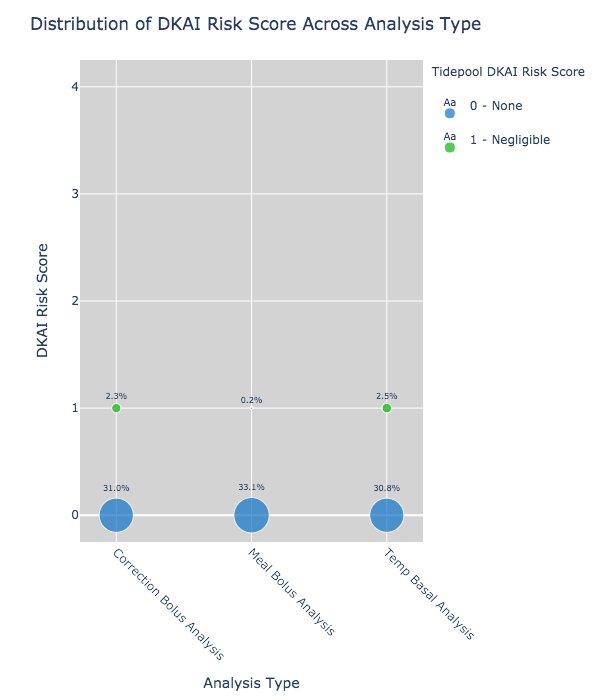 Distribution of DKAI Risk Score Across Analysis Type
Tidepool DKAI Risk Score
Aa
0 - None
Aa
1 - Negligible
DKAI Risk Score
4
3
2
1
0
2.3%
0.2%
2.5%
31.0%
33.1%
30.8%
Correction Bolus Analysis
Meal Bolus Analysis
Temp Basal Analysis
Analysis Type